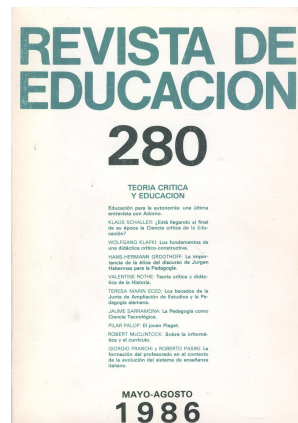 REVISTA DE
EDUCACION
280
TEORIA CRITICA
Y EDUCACION
Educación para la autonomía: una última
entrevista con Adorno.
KLAUS SCHALLER: ¿Está llegando al final
de su época la Ciencia crítica de la Edu-
cación?
WOLFGANG KLAFKI: Los fundamentos de
una didáctica crítico-constructiva.
HANS-HERMANN GROOTHOFF: La impor-
tancia de la ética del discurso de Jurgen
Habermas para la Pedagogía.
VALENTINE ROTHE: Teoría crítica y didác-
tica de la Historia.
TERESA MARIN ECED: Los becados de la
Junta de Ampliación de Estudios y la Pe-
dagogía alemana.
JAUME SARRAMONA: La Pedagogía como
Ciencia Tecnológica.
PILAR PALOP: El joven Piaget.
ROBERT McCLINTOCK: Sobre la informá-
tica y el currículo.
GIORGIO FRANCHI y ROBERTO PASINI: La
formación del profesorado en el contexto
de la evolución del sistema de enseñanza
italiano.
MAYO-AGOSTO
1986